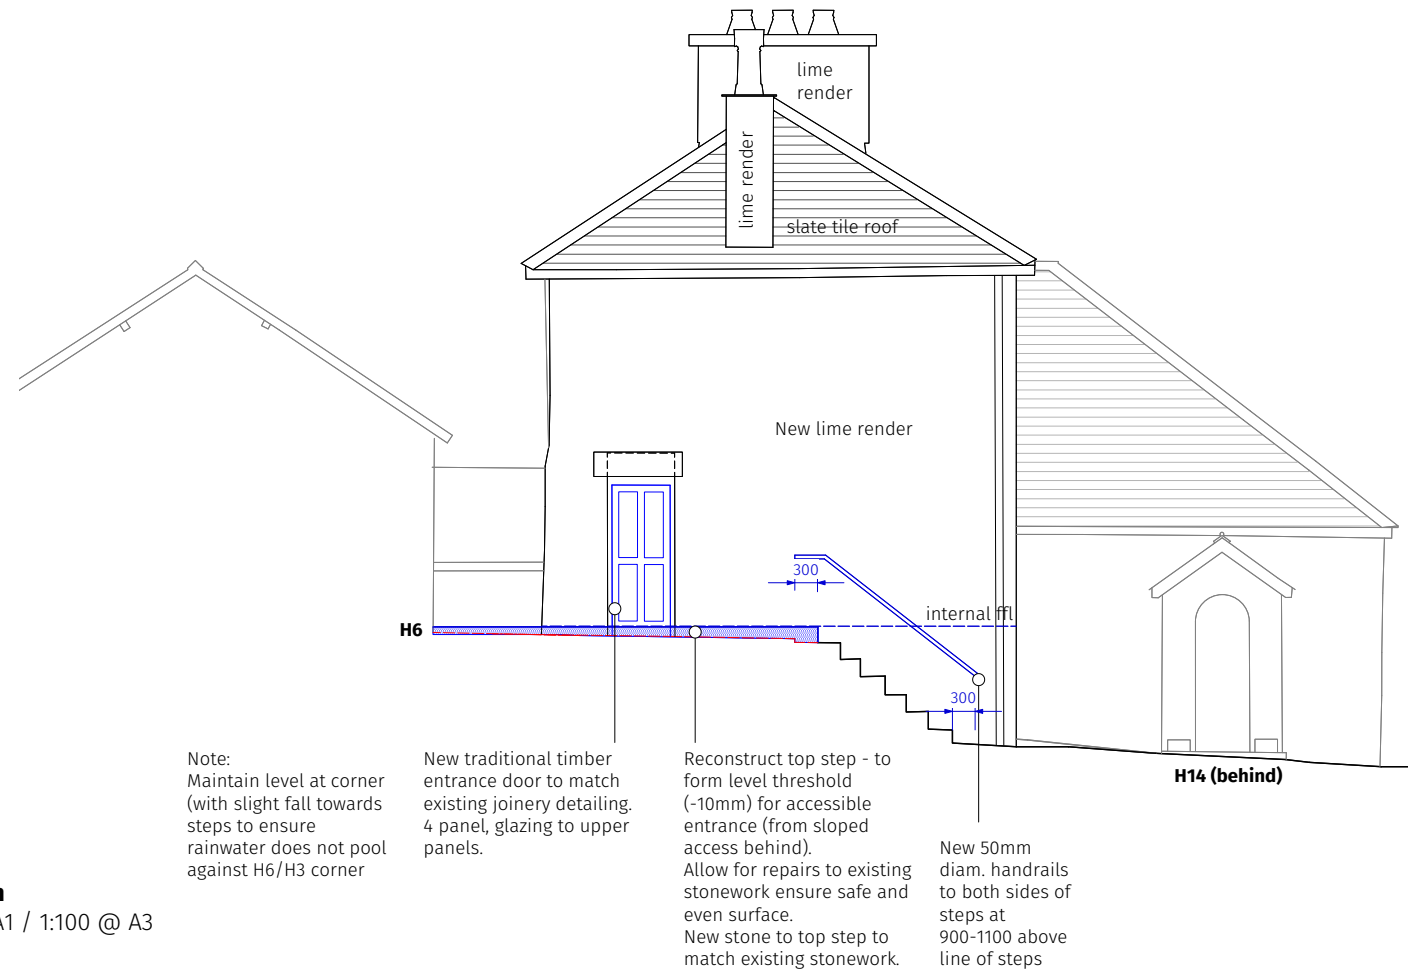 lime
render
lime render
slate tile roof
New lime render
300
internal ffl
H6
300
H14 (behind)
Note:
Maintain level at corner
(with slight fall towards
steps to ensure
rainwater does not pool
against H6/H3 corner
New traditional timber
entrance door to match
existing joinery detailing.
4 panel, glazing to upper
panels.
Reconstruct top step - to
form level threshold
(-10mm) for accessible
entrance (from sloped
access behind).
Allow for repairs to existing
stonework ensure safe and
even surface.
New stone to top step to
match existing stonework.
New 50mm
diam. handrails
to both sides of
steps at
900-1100 above
line of steps
A1 / 1:100 @ A3